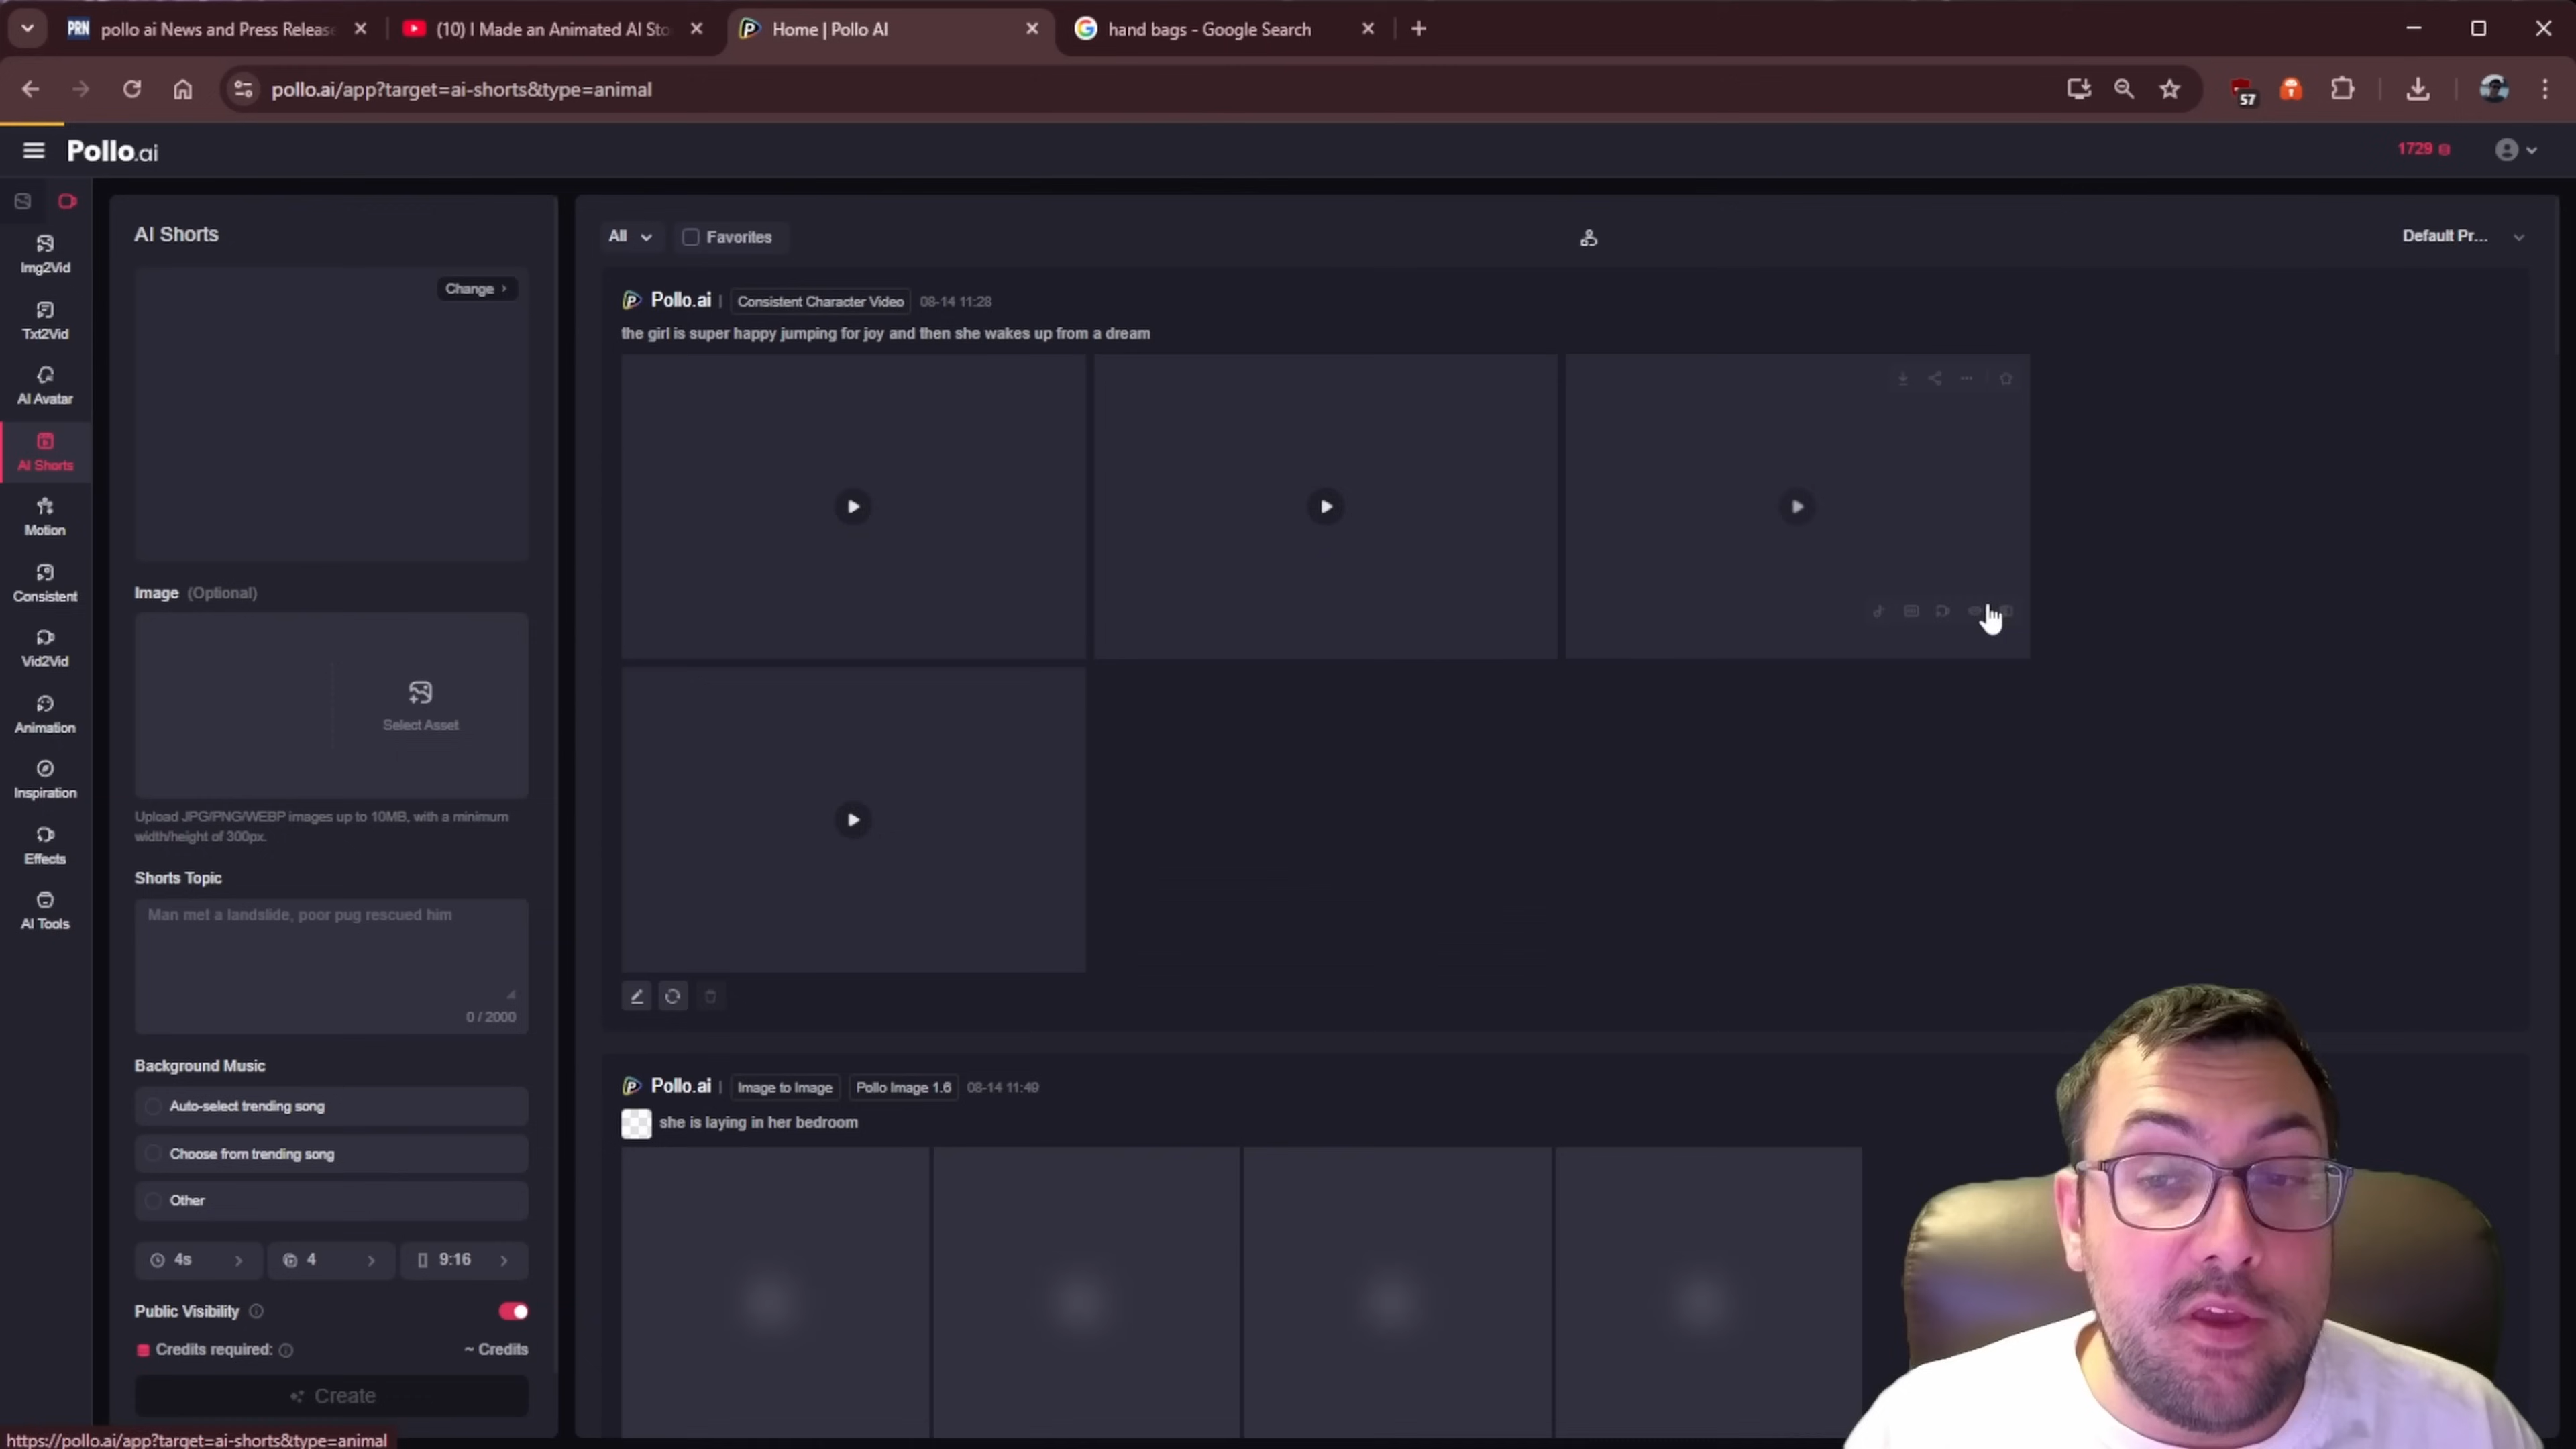 PRN pollo ai News and Press Releas
(10) I Made an Animated AI Sto
Home | Pollo AI
hand bags - Google Search
pollo.ai/app?target=ai-shorts&type=animal
57
Pollo.ai
1729
AI Shorts
Change
Img2Vid
Txt2Vid
AI Avatar
AI Shorts
Motion
Consistent
Vid2Vid
Animation
Inspiration
Effects
AI Tools
Image (Optional)
Select Asset
Upload JPG/PNG/WEBP images up to 10MB, with a minimum
width/height of 300px.
Shorts Topic
Man met a landslide, poor pug rescued him
0 / 2000
Background Music
Auto-select trending song
Choose from trending song
Other
4s 4 9:16
Public Visibility
Credits required: ~ Credits
Create
All Favorites
Default Pr...
Pollo.ai | Consistent Character Video 08-14 11:28
the girl is super happy jumping for joy and then she wakes up from a dream
Pollo.ai | Image to Image Pollo Image 1.6 08-14 11:49
she is laying in her bedroom
https://pollo.ai/app?target=ai-shorts&type=animal